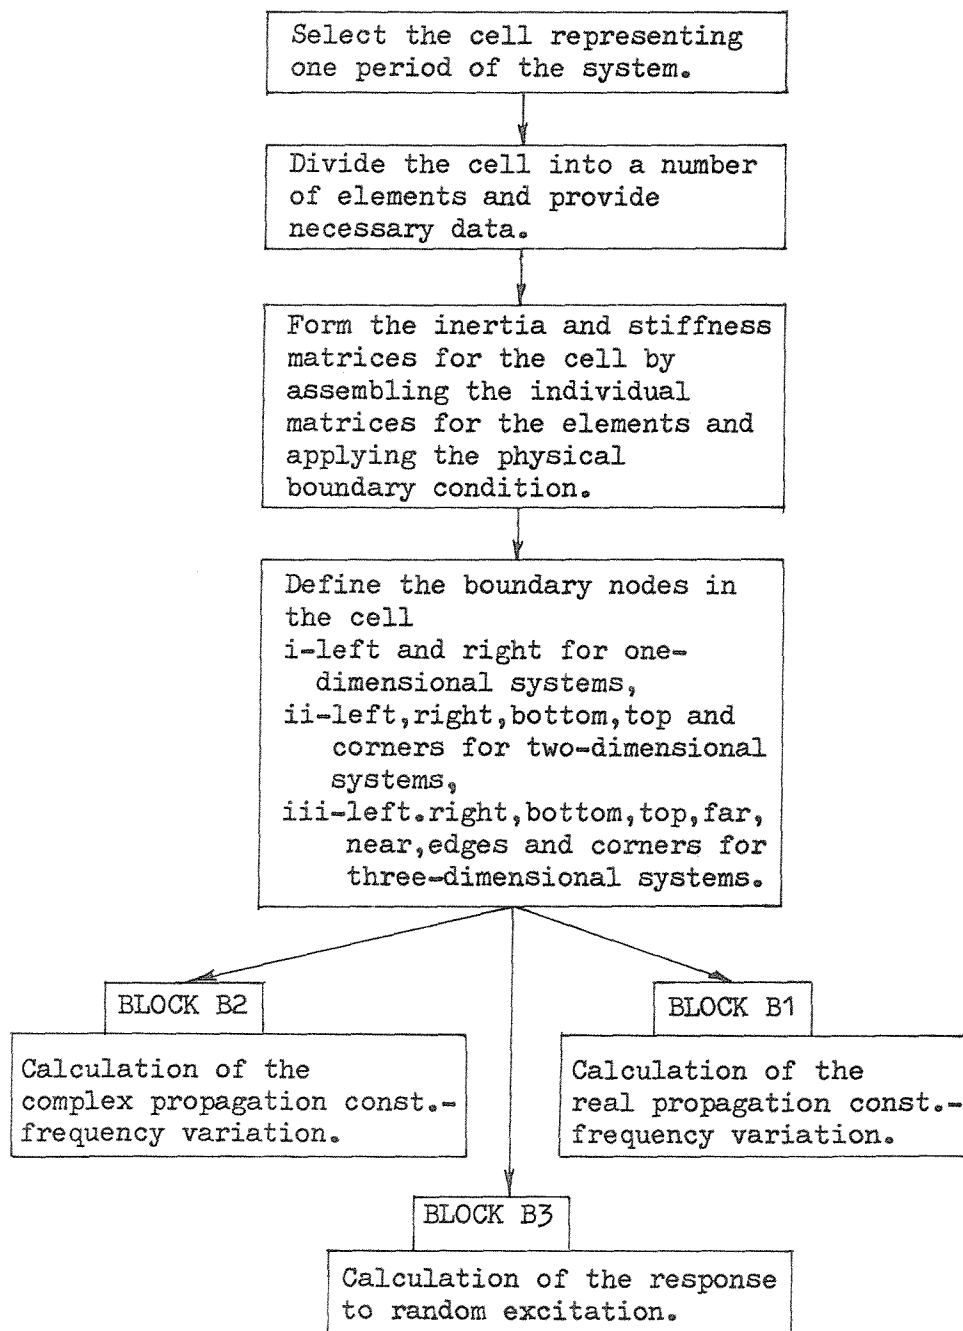 Select the cell representing
one period of the system.
Divide the cell into a number
of elements and provide
necessary data.
Form the inertia and stiffness
matrices for the cell by
assembling the individual
matrices for the elements and
applying the physical
boundary condition.
Define the boundary nodes in
the cell
i-left and right for one-
dimensional systems,
ii-left,right,bottom,top and
corners for two-dimensional
systems,
iii-left.right,bottom,top,far,
near,edges and corners for
three-dimensional systems.
BLOCK B2
Calculation of the
complex propagation const.-
frequency variation.
BLOCK B1
Calculation of the
real propagation const.-
frequency variation.
BLOCK B3
Calculation of the response
to random excitation.